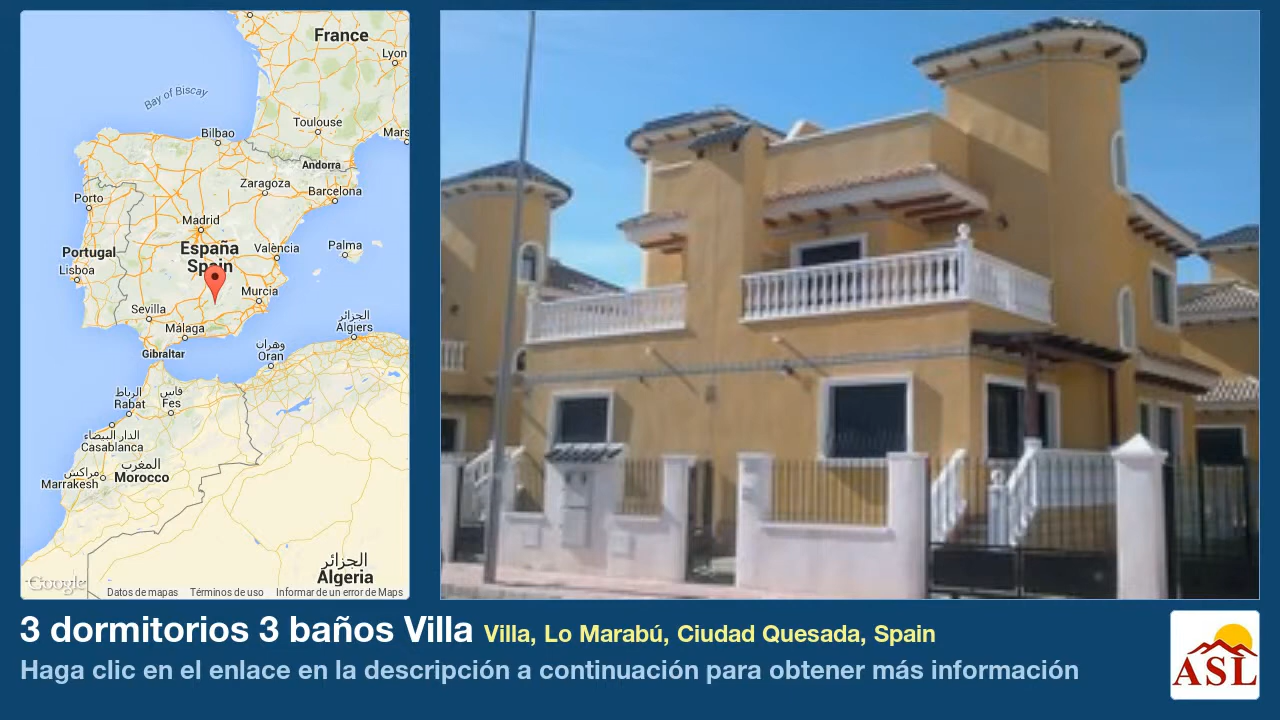 France
Lyon
Bay of Biscay
Toulouse
Bilbao
Mars
Andorra
Zaragoza
Barcelona
Porto
Madrid
España
Spain
València
Palma
Portugal
Lisboa
Murcia
Sevilla
Málaga
الجزائر
Algiers
Gibraltar
وهران
Oran
الرباط
Rabat
فاس
Fes
الدار البيضاء
Casablanca
المغرب
Morocco
مراكش
Marrakesh
الجزائر
Algeria
Google
Datos de mapas Términos de uso Informar de un error de Maps
3 dormitorios 3 baños Villa Villa, Lo Marabú, Ciudad Quesada, Spain
Haga clic en el enlace en la descripción a continuación para obtener más información
ASL